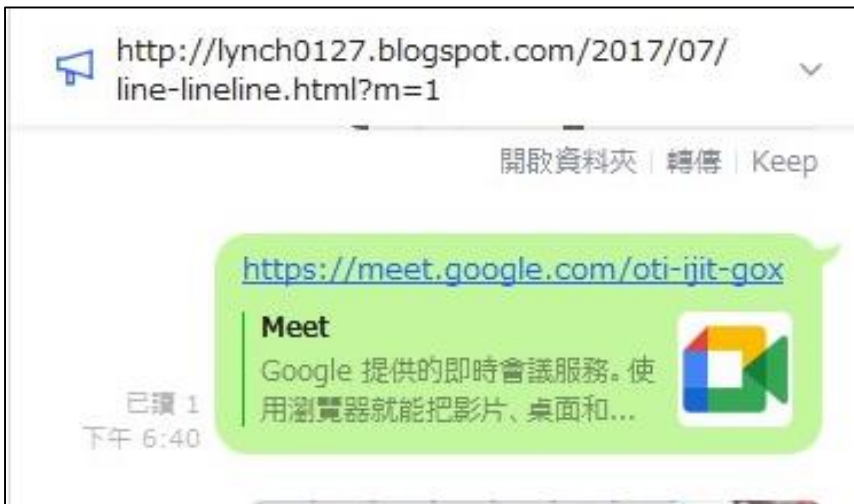 http://lynch0127.blogspot.com/2017/07/
line-lineline.html?m=1
開啟資料夾 | 轉傳 | Keep
https://meet.google.com/oti-ijit-gox
Meet
Google 提供的即時會議服務。使
用瀏覽器就能把影片、桌面和...
已讀 1
下午 6:40